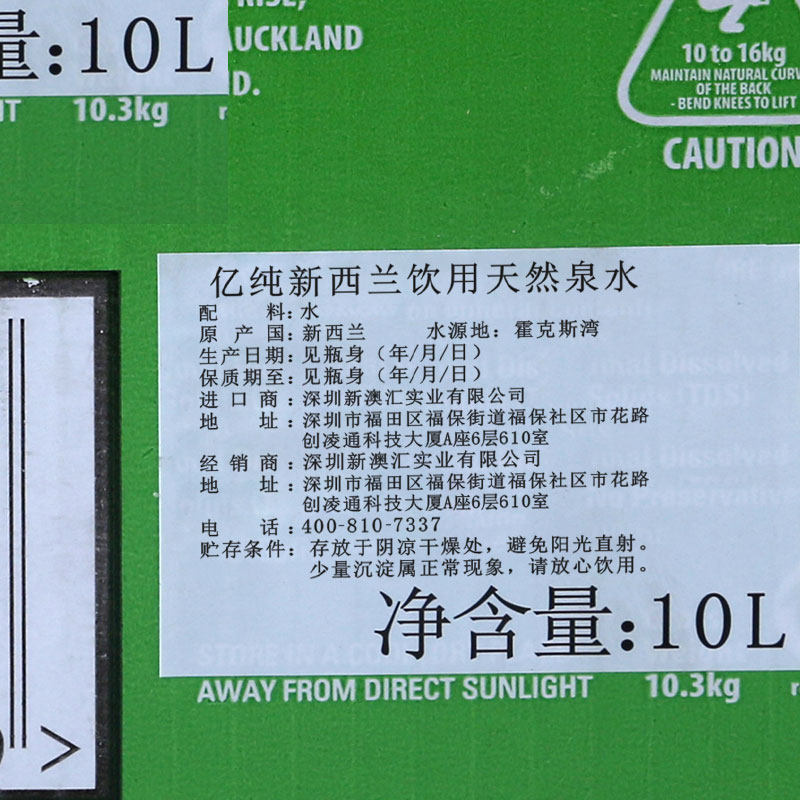 RISE,
AUCKLAND
D.
量:10L
10.3kg
10 to 16kg
MAINTAIN NATURAL CURV
OF THE BACK
- BEND KNEES TO LIFT
CAUTION
亿纯新西兰饮用天然泉水
配 料:水
原产国:新西兰 水源地:霍克斯湾
生产日期:见瓶身(年/月/日)
保质期至:见瓶身(年/月/日)
进口商:深圳新澳汇实业有限公司
地 址:深圳市福田区福保街道福保社区市花路
创凌通科技大厦A座6层610室
经销商:深圳新澳汇实业有限公司
地 址:深圳市福田区福保街道福保社区市花路
创凌通科技大厦A座6层610室
电 话:400-810-7337
贮存条件:存放于阴凉干燥处,避免阳光直射。
少量沉淀属正常现象,请放心饮用。
净含量:10L
STORE IN A COOL DRY
AWAY FROM DIRECT SUNLIGHT 10.3kg